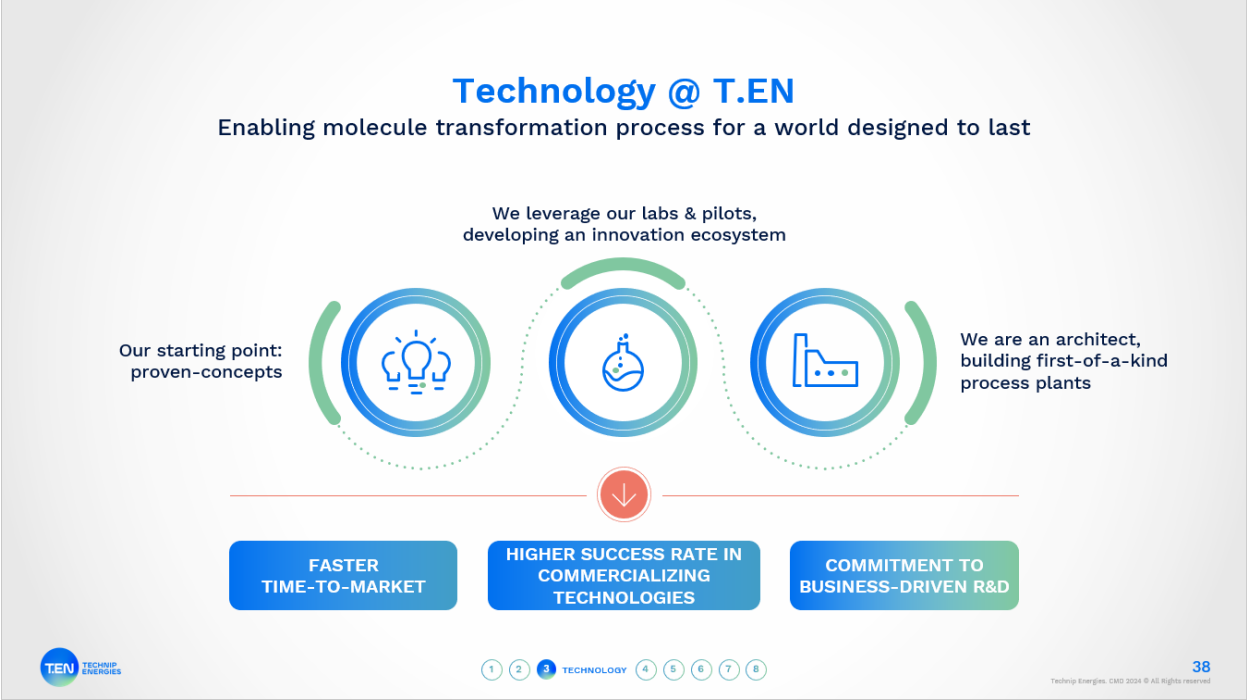 Technology @ T.EN
Enabling molecule transformation process for a world designed to last
We leverage our labs & pilots,
developing an innovation ecosystem
Our starting point:
proven-concepts
We are an architect,
building first-of-a-kind
process plants
FASTER
TIME-TO-MARKET
HIGHER SUCCESS RATE IN
COMMERCIALIZING
TECHNOLOGIES
COMMITMENT TO
BUSINESS-DRIVEN R&D
T.EN TECHNIP
ENERGIES
1 2 3 TECHNOLOGY 4 5 6 7 8
38
Technip Energies. CMD 2024 © All Rights reserved